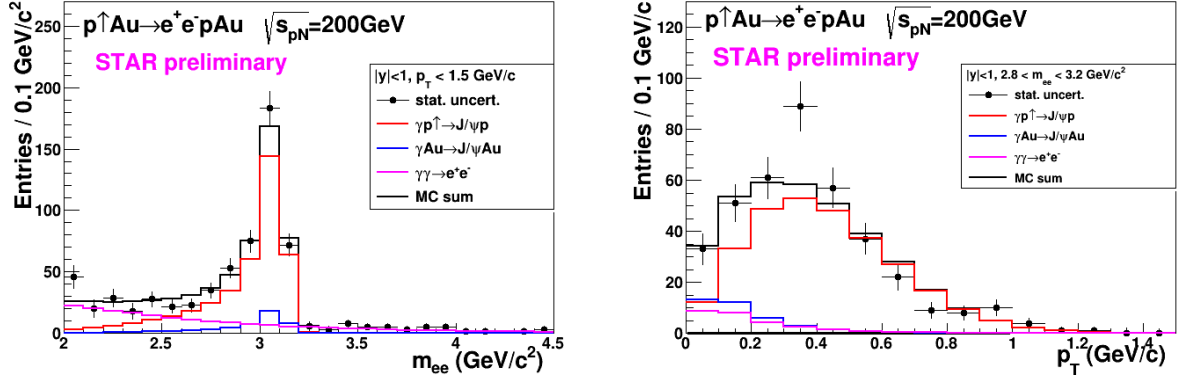 p↑Au→e⁺e⁻pAu √s_pN=200GeV
STAR preliminary
|y|<1, p_T < 1.5 GeV/c
stat. uncert.
γp↑→J/ψp
γAu→J/ψAu
γγ→e⁺e⁻
MC sum
Entries / 0.1 GeV/c²
250
200
150
100
50
0
2 2.5 3 3.5 4 4.5
m_ee (GeV/c²)
p↑Au→e⁺e⁻pAu √s_pN=200GeV
STAR preliminary
|y|<1, 2.8 < m_ee < 3.2 GeV/c²
stat. uncert.
γp↑→J/ψp
γAu→J/ψAu
γγ→e⁺e⁻
MC sum
Entries / 0.1 GeV/c
120
100
80
60
40
20
0
0.0 0.2 0.4 0.6 0.8 1 1.2 1.4
p_T (GeV/c)